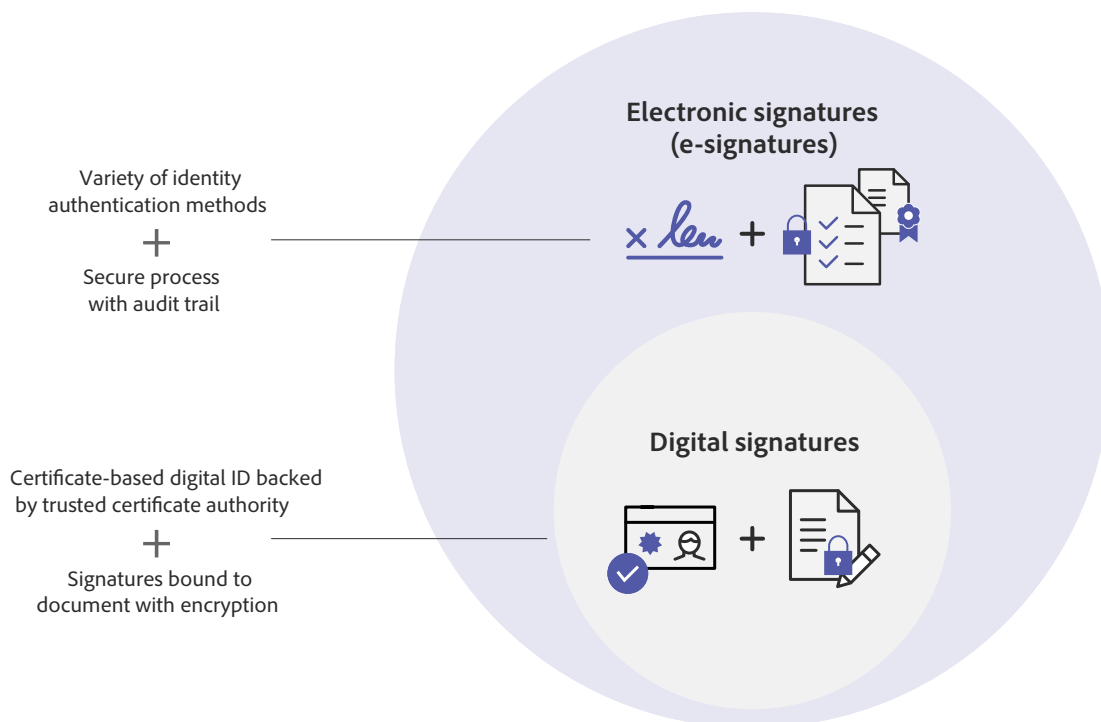 Electronic signatures
(e-signatures)
Variety of identity
authentication methods
+
Secure process
with audit trail
× len
+
Digital signatures
Certificate-based digital ID backed
by trusted certificate authority
+
Signatures bound to
document with encryption
+